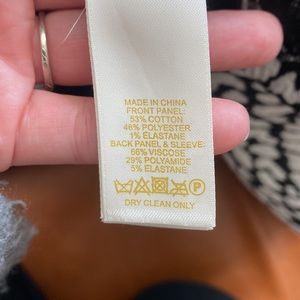 MADE IN CHINA
FRONT PANEL:
53% COTTON
46% POLYESTER
1% ELASTANE
BACK PANEL & SLEEVE:
66% VISCOSE
29% POLYAMIDE
5% ELASTANE
P
DRY CLEAN ONLY